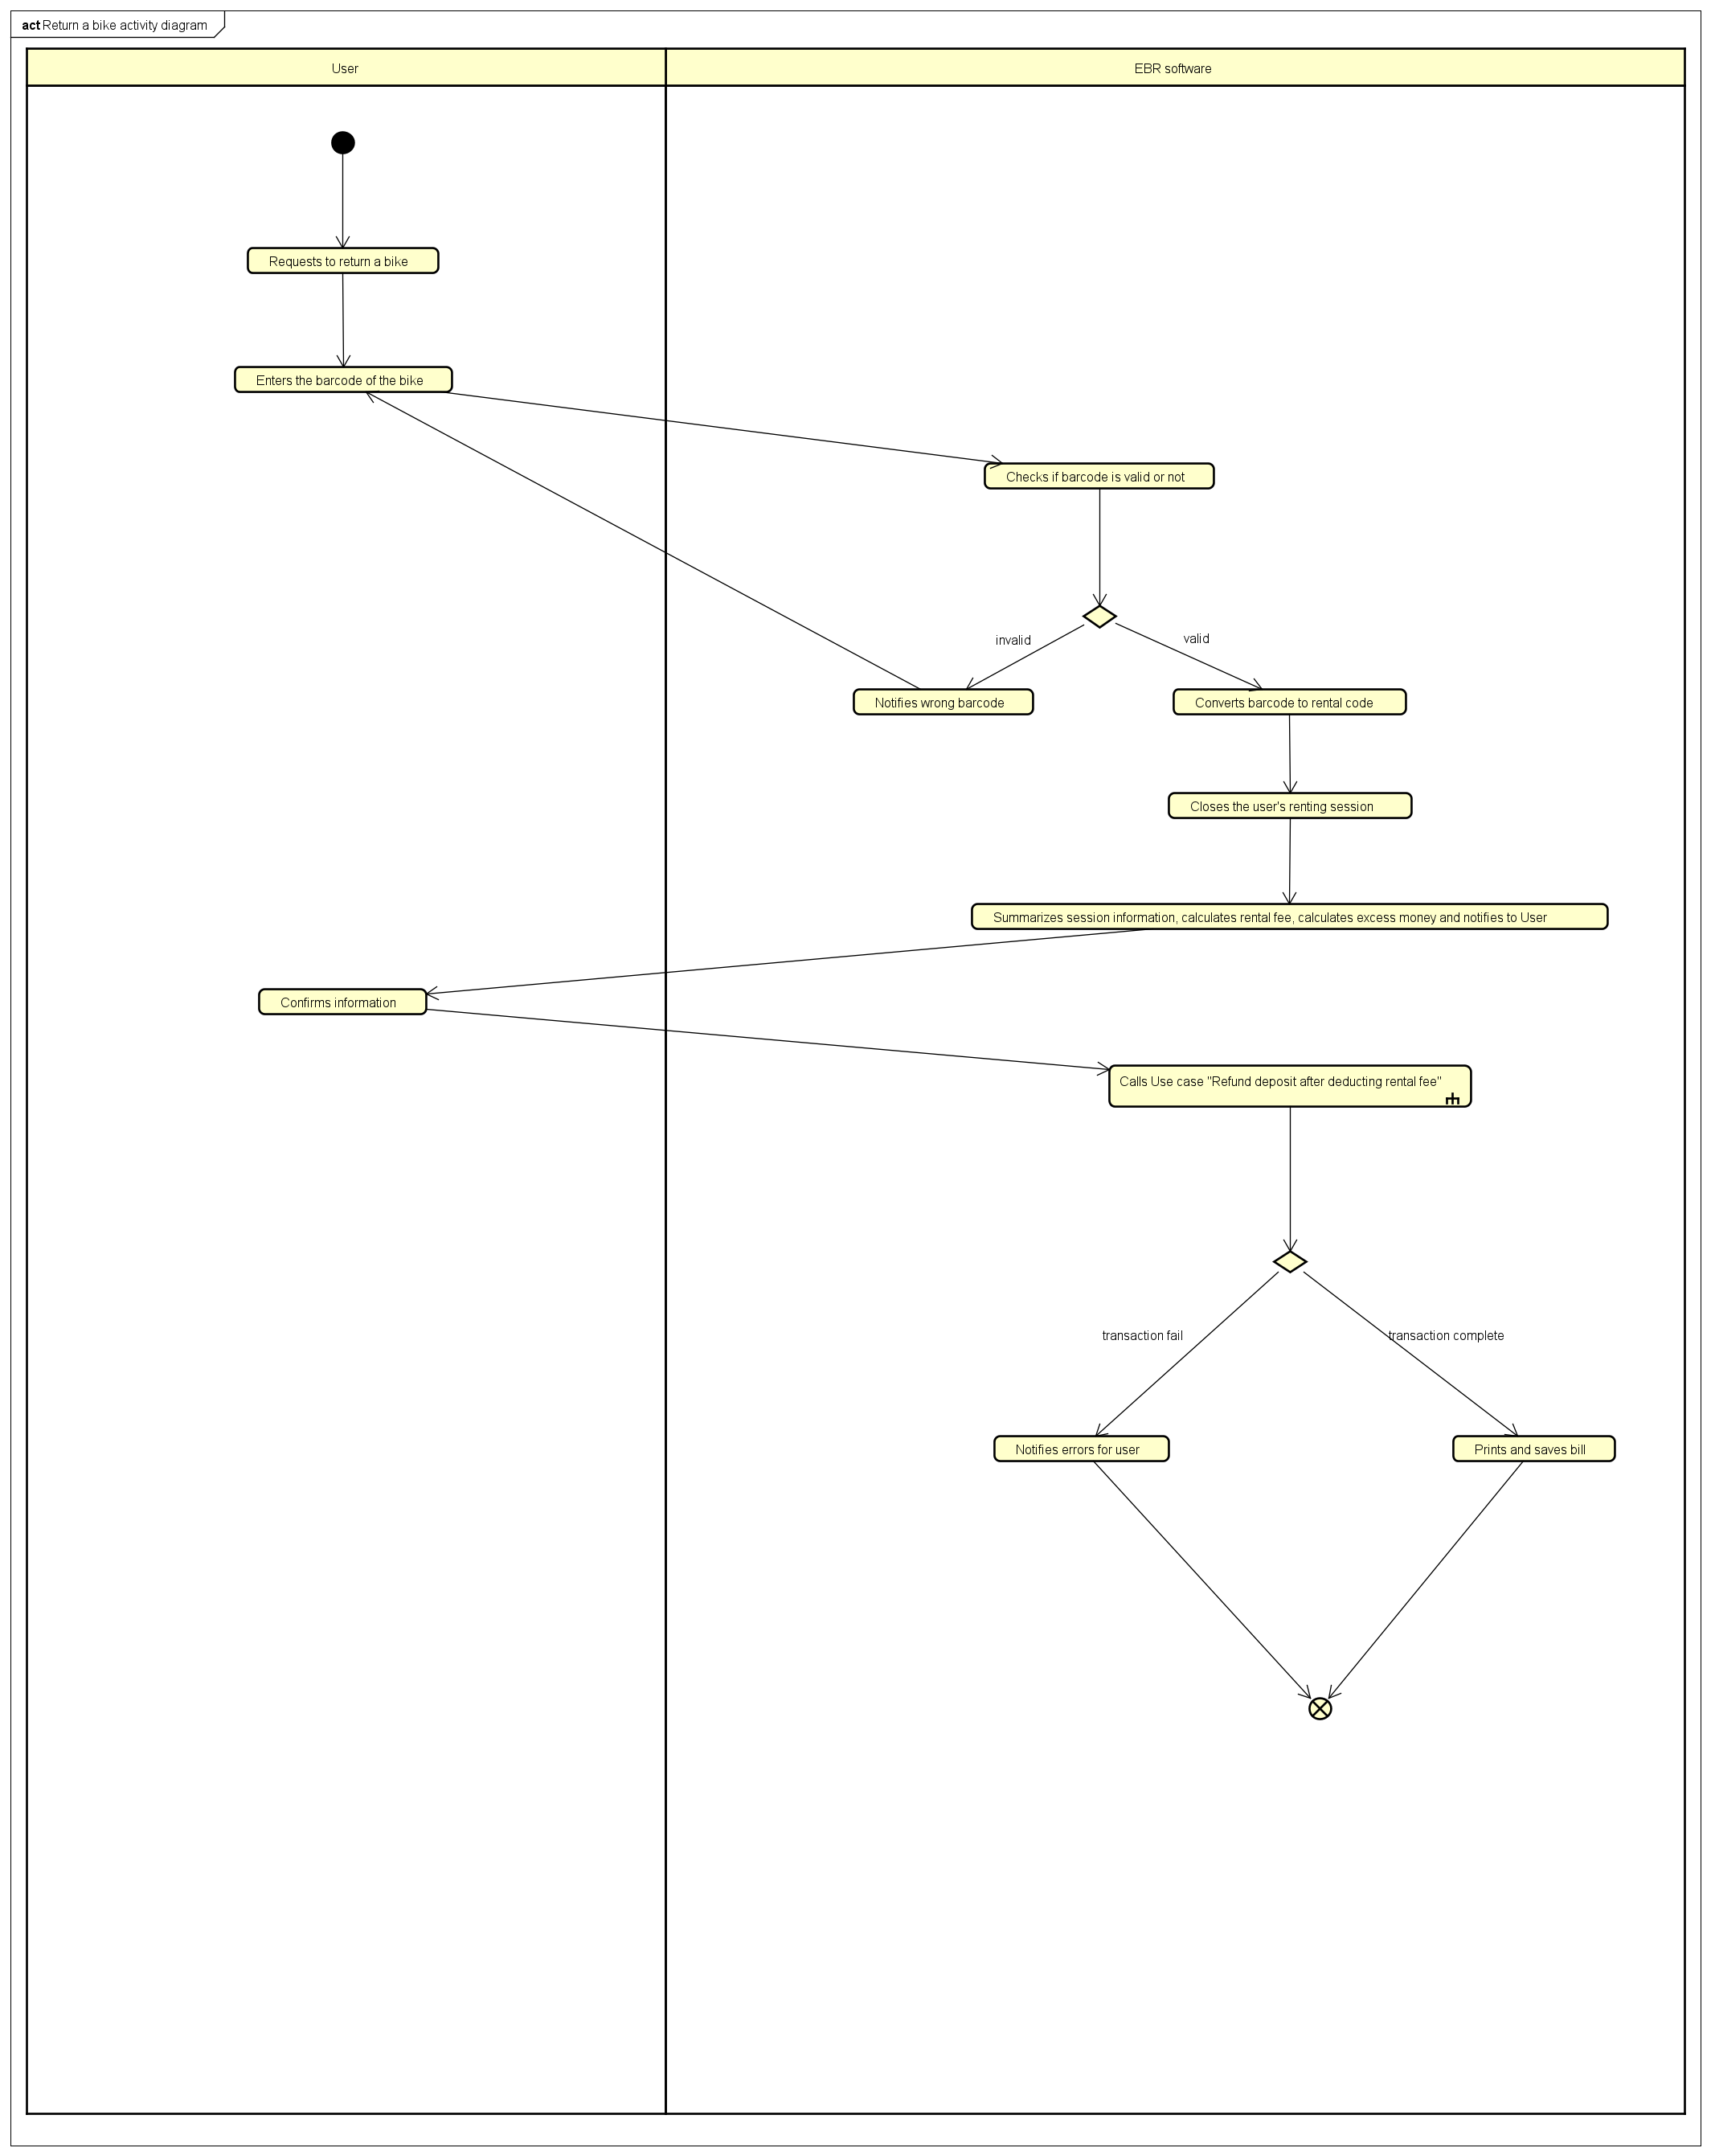 act Return a bike activity diagram
User
EBR software
Requests to return a bike
Enters the barcode of the bike
Checks if barcode is valid or not
invalid
valid
Notifies wrong barcode
Converts barcode to rental code
Closes the user's renting session
Summarizes session information, calculates rental fee, calculates excess money and notifies to User
Confirms information
Calls Use case "Refund deposit after deducting rental fee"
transaction fail
transaction complete
Notifies errors for user
Prints and saves bill